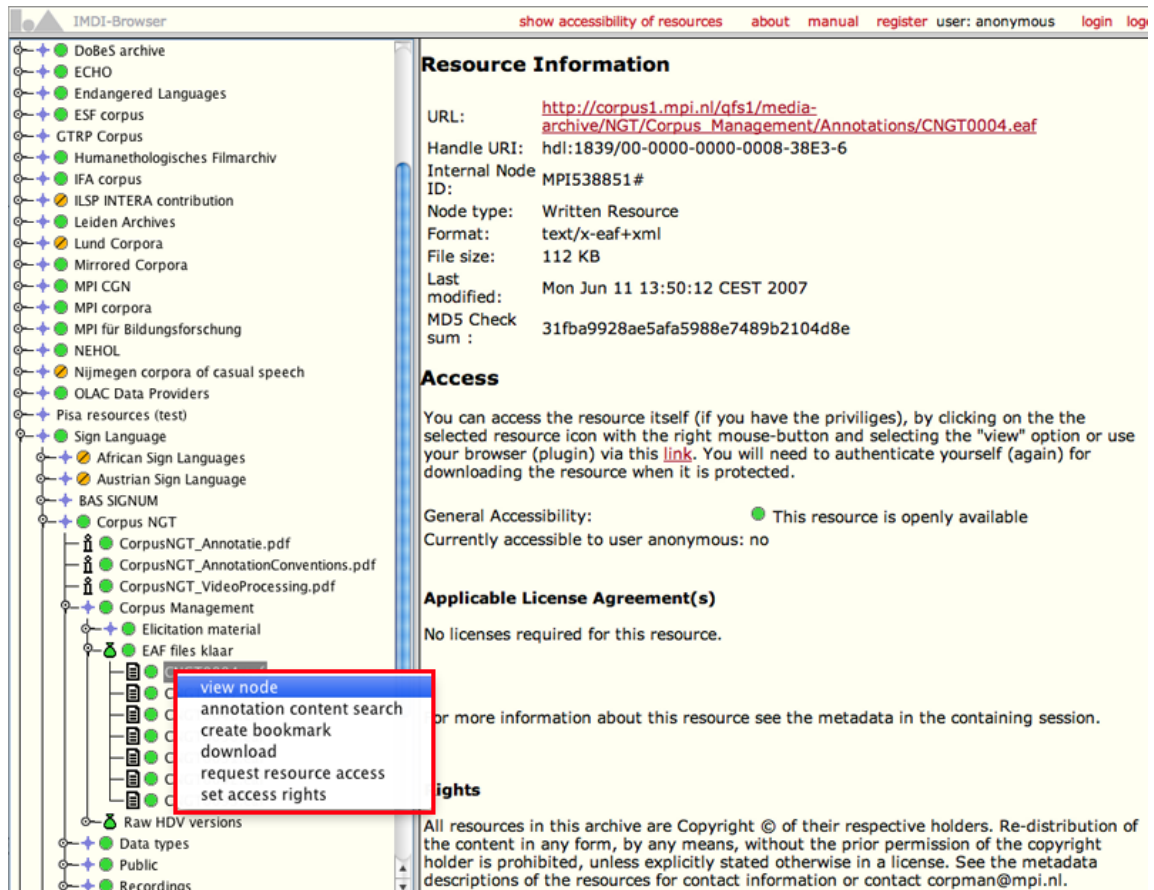 IMDI-Browser
show accessibility of resources about manual register user: anonymous login
DoBeS archive
ECHO
Endangered Languages
ESF corpus
GTRP Corpus
Humanethologisches Filmarchiv
IFA corpus
ILSP INTERA contribution
Leiden Archives
Lund Corpora
Mirrored Corpora
MPI CGN
MPI corpora
MPI für Bildungsforschung
NEHOL
Nijmegen corpora of casual speech
OLAC Data Providers
Pisa resources (test)
Sign Language
African Sign Languages
Austrian Sign Language
BAS SIGNUM
Corpus NGT
CorpusNGT_Annotatie.pdf
CorpusNGT_AnnotationConventions.pdf
CorpusNGT_VideoProcessing.pdf
Corpus Management
Elicitation material
EAF files klaar
view node
annotation content search
create bookmark
download
request resource access
set access rights
Raw HDV versions
Data types
Public
Recordings
Resource Information
URL: http://corpus1.mpi.nl/qfs1/media-
archive/NGT/Corpus_Management/Annotations/CNGT0004.eaf
Handle URI: hdl:1839/00-0000-0000-0008-38E3-6
Internal Node
ID: MPI538851#
Node type: Written Resource
Format: text/x-eaf+xml
File size: 112 KB
Last
modified: Mon Jun 11 13:50:12 CEST 2007
MD5 Check
sum : 31fba9928ae5afa5988e7489b2104d8e
Access
You can access the resource itself (if you have the priviliges), by clicking on the the
selected resource icon with the right mouse-button and selecting the "view" option or use
your browser (plugin) via this link. You will need to authenticate yourself (again) for
downloading the resource when it is protected.
General Accessibility: This resource is openly available
Currently accessible to user anonymous: no
Applicable License Agreement(s)
No licenses required for this resource.
or more information about this resource see the metadata in the containing session.
ights
All resources in this archive are Copyright © of their respective holders. Re-distribution of
the content in any form, by any means, without the prior permission of the copyright
holder is prohibited, unless explicitly stated otherwise in a license. See the metadata
descriptions of the resources for contact information or contact corpman@mpi.nl.